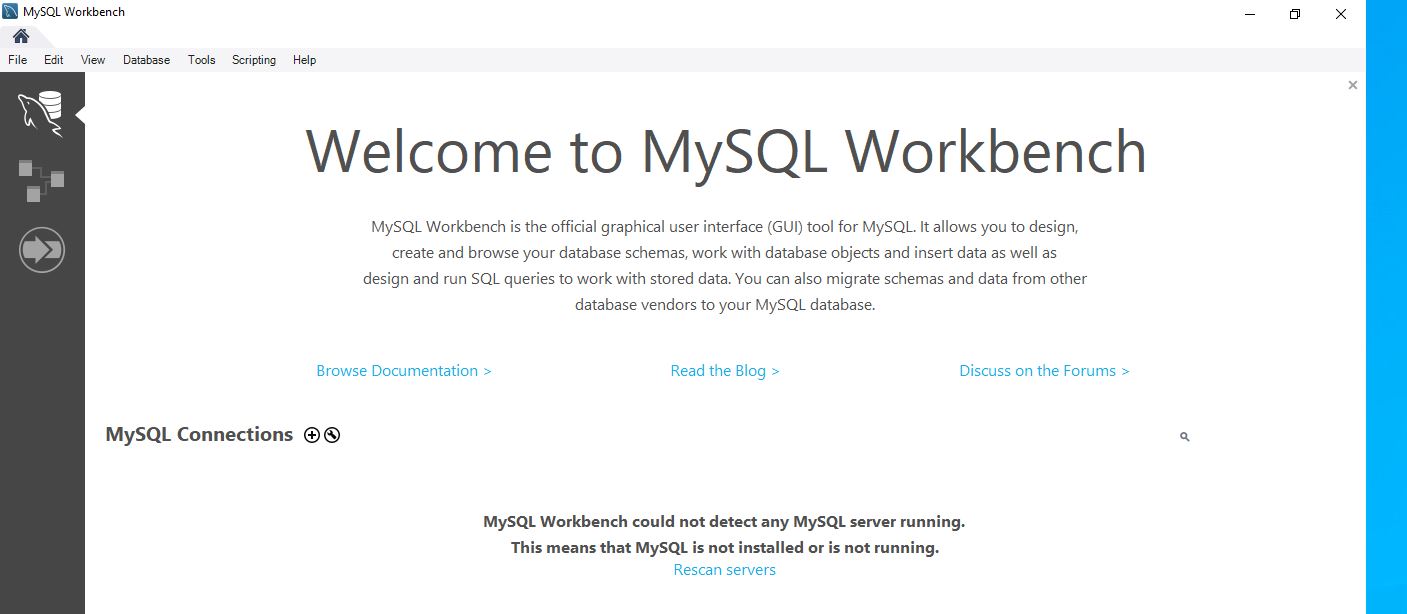 MySQL Workbench
File Edit View Database Tools Scripting Help
Welcome to MySQL Workbench
MySQL Workbench is the official graphical user interface (GUI) tool for MySQL. It allows you to design,
create and browse your database schemas, work with database objects and insert data as well as
design and run SQL queries to work with stored data. You can also migrate schemas and data from other
database vendors to your MySQL database.
Browse Documentation > Read the Blog > Discuss on the Forums >
MySQL Connections
MySQL Workbench could not detect any MySQL server running.
This means that MySQL is not installed or is not running.
Rescan servers